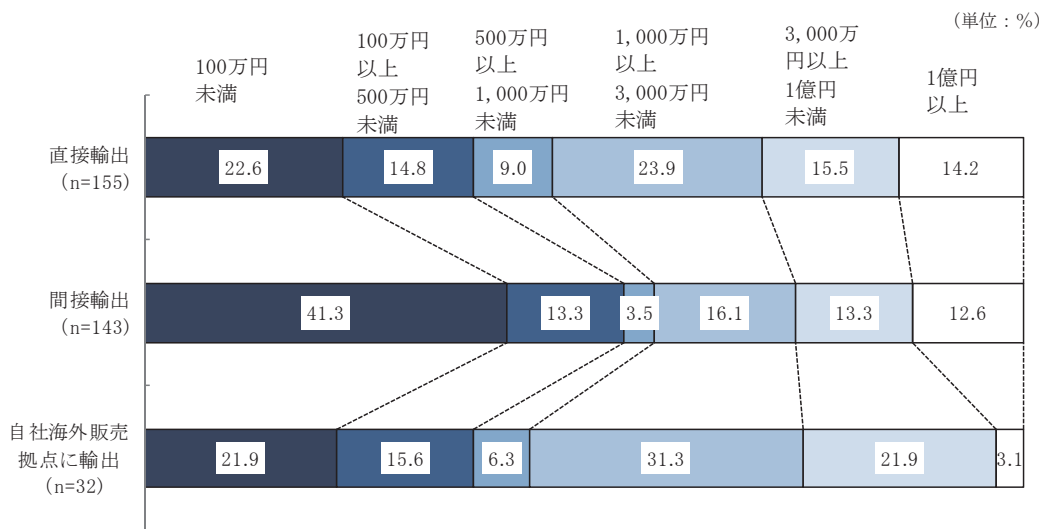 (単位：%)
100万円
未満
100万円
以上
500万円
未満
500万円
以上
1,000万円
未満
1,000万円
以上
3,000万円
未満
3,000万
円以上
1億円
未満
1億円
以上
直接輸出
(n=155)
22.6
14.8
9.0
23.9
15.5
14.2
間接輸出
(n=143)
41.3
13.3
3.5
16.1
13.3
12.6
自社海外販売
拠点に輸出
(n=32)
21.9
15.6
6.3
31.3
21.9
3.1